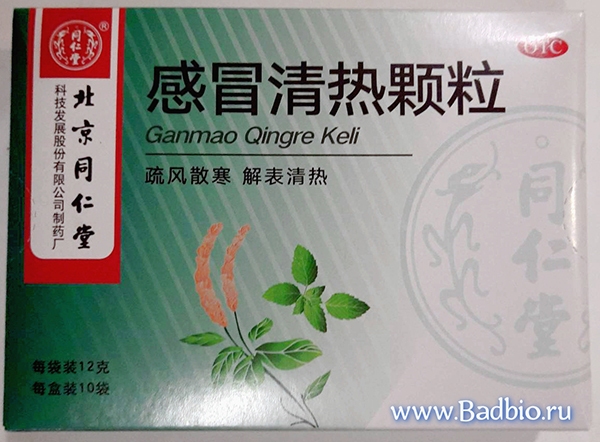 同仁堂
®
北京同仁堂
科技发展股份有限公司制药厂
OTC
感冒清热颗粒
Ganmao Qingre Keli
疏风散寒 解表清热
同仁堂
每袋装12克
每盒装10袋
www.Badbio.ru